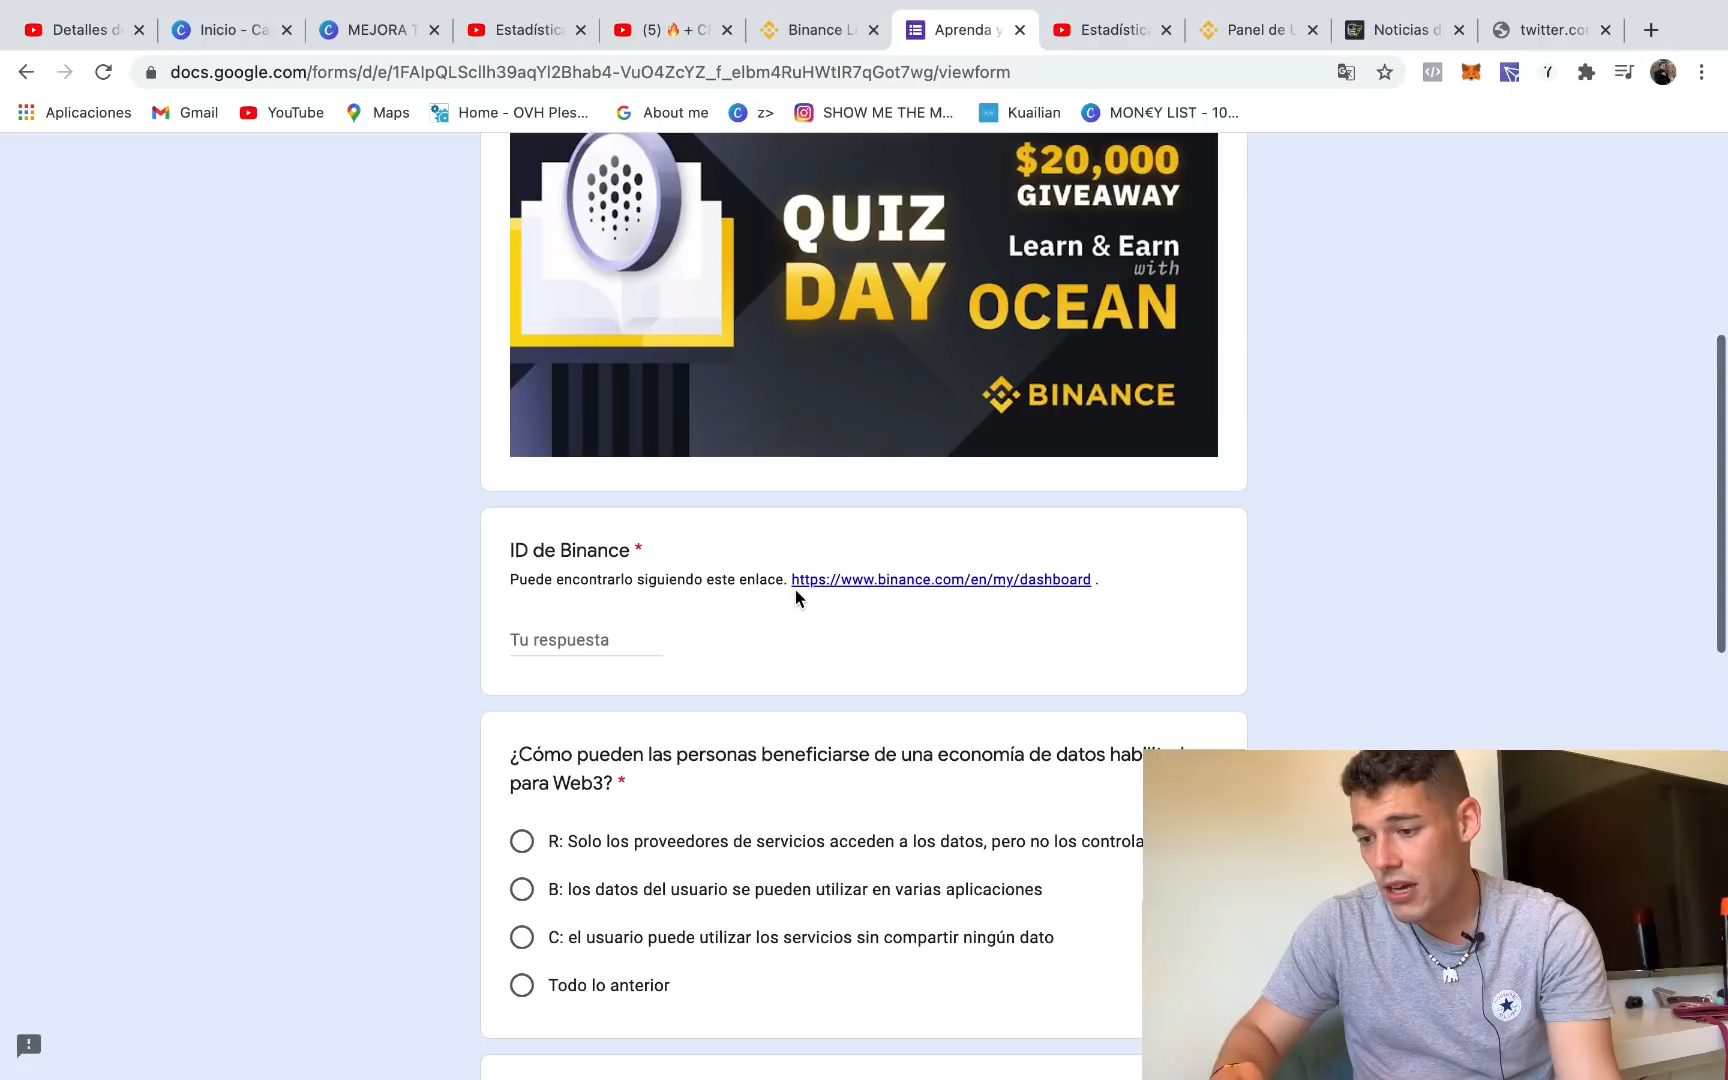 Detalles d
Inicio - Ca
MEJORA T
Estadístic
(5) 🔥 + C
Binance L
Aprenda y
Estadístic
Panel de U
Noticias d
twitter.co
docs.google.com/forms/d/e/1FAIpQLScllh39aqYl2Bhab4-VuO4ZcYZ_f_elbm4RuHWtIR7qGot7wg/viewform
Aplicaciones
Gmail
YouTube
Maps
Home - OVH Ples...
About me
z>
SHOW ME THE M...
Kuailian
MON€Y LIST - 10...
$20,000
GIVEAWAY
QUIZ
DAY
Learn & Earn
with
OCEAN
BINANCE
ID de Binance *
Puede encontrarlo siguiendo este enlace. https://www.binance.com/en/my/dashboard .
Tu respuesta
¿Cómo pueden las personas beneficiarse de una economía de datos
para Web3? *
R: Solo los proveedores de servicios acceden a los datos, pero no los controla
B: los datos del usuario se pueden utilizar en varias aplicaciones
C: el usuario puede utilizar los servicios sin compartir ningún dato
Todo lo anterior